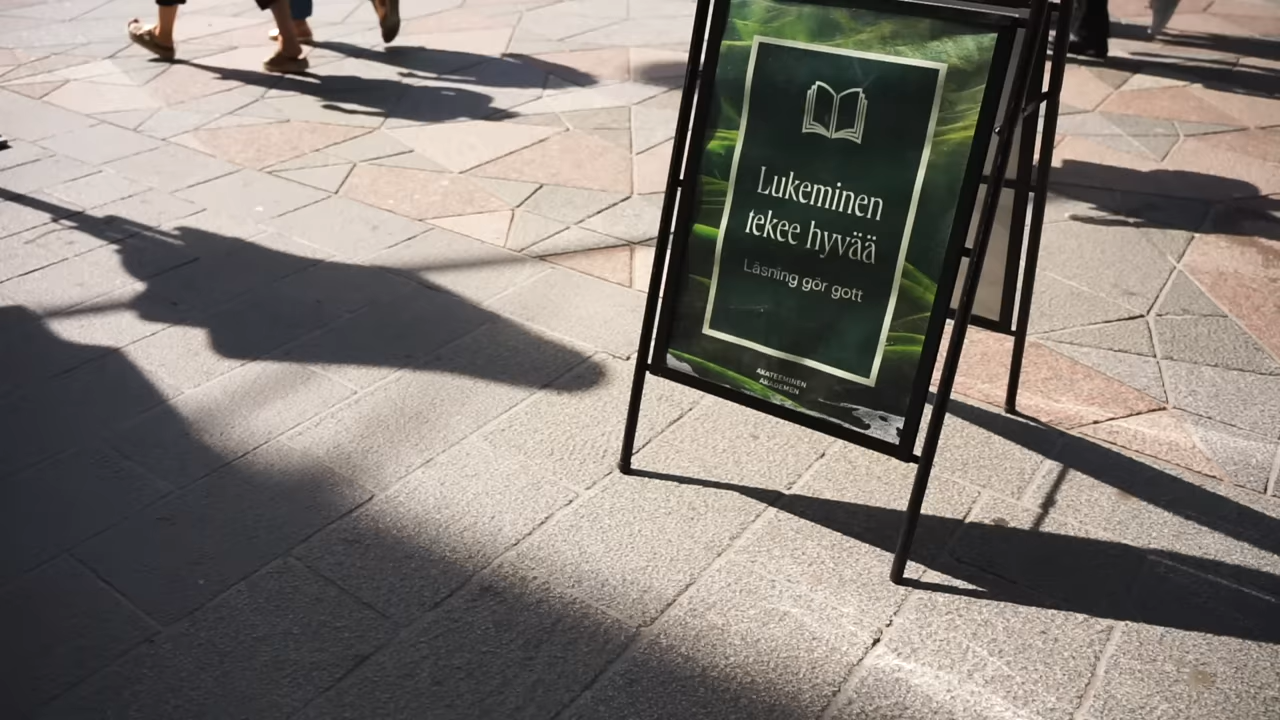 Lukeminen
tekee hyvää
Läsning gör gott
AKATEEMINEN
AKADEMEN